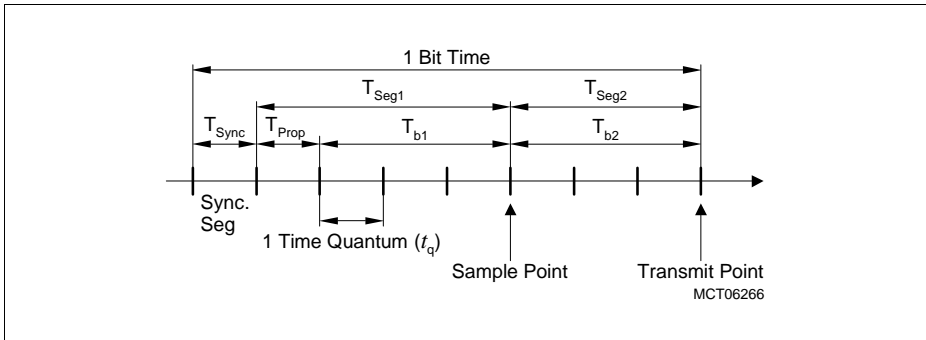 1 Bit Time
TSeg1 TSeg2
TSync TProp Tb1 Tb2
Sync.
Seg
1 Time Quantum (tq)
Sample Point Transmit Point
MCT06266